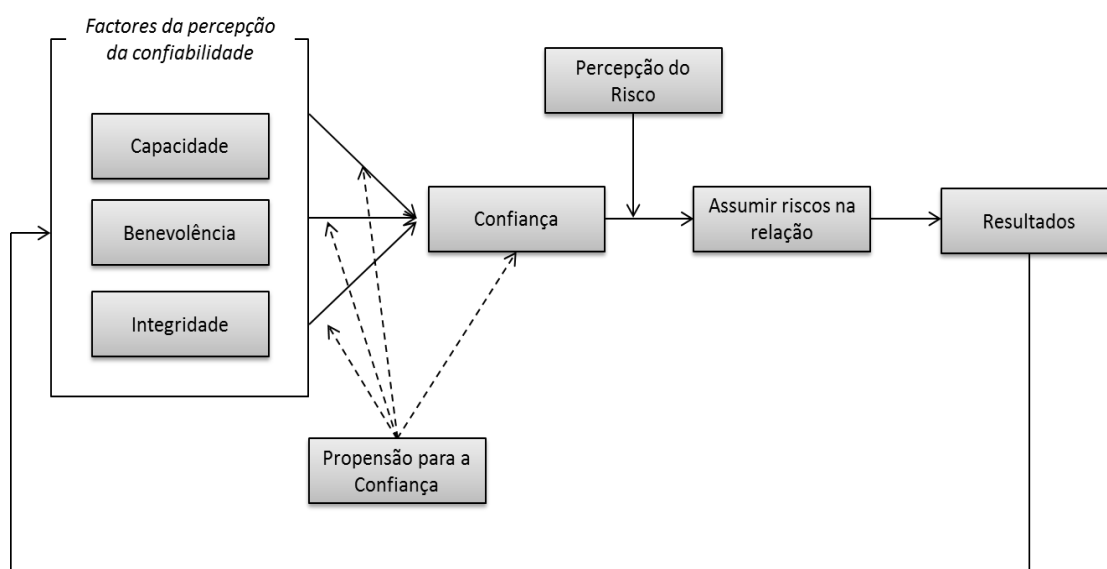 Factores da percepção
da confiabilidade
Capacidade
Benevolência
Integridade
Percepção do
Risco
Confiança
Assumir riscos na
relação
Resultados
Propensão para a
Confiança